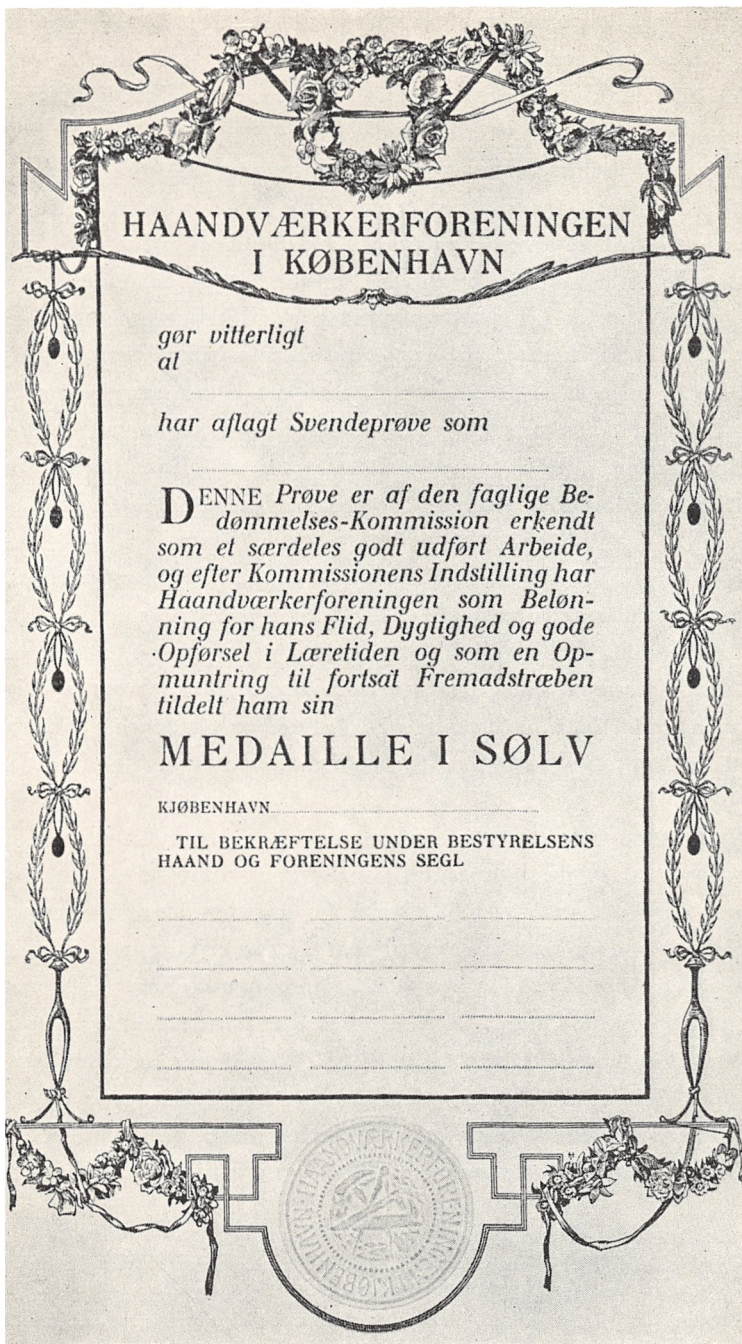 HAANDVÆRKERFORENINGEN
I KØBENHAVN
gør vitterligt
at
har aflagt Svendeprøve som
DENNE Prøve er af den faglige Be-
dømmelses-Kommission erkendt
som et særdeles godt udført Arbeide,
og efter Kommissionens Indstilling har
Haandværkerforeningen som Beløn-
ning for hans Flid, Dygtighed og gode
Opførsel i Læretiden og som en Op-
muntring til fortsat Fremadstræben
tildelt ham sin
MEDAILLE I SØLV
KJØBENHAVN
TIL BEKRÆFTELSE UNDER BESTYRELSENS
HAAND OG FORENINGENS SEGL
HAANDVÆRKERFORENINGEN I KJØBENHAVN